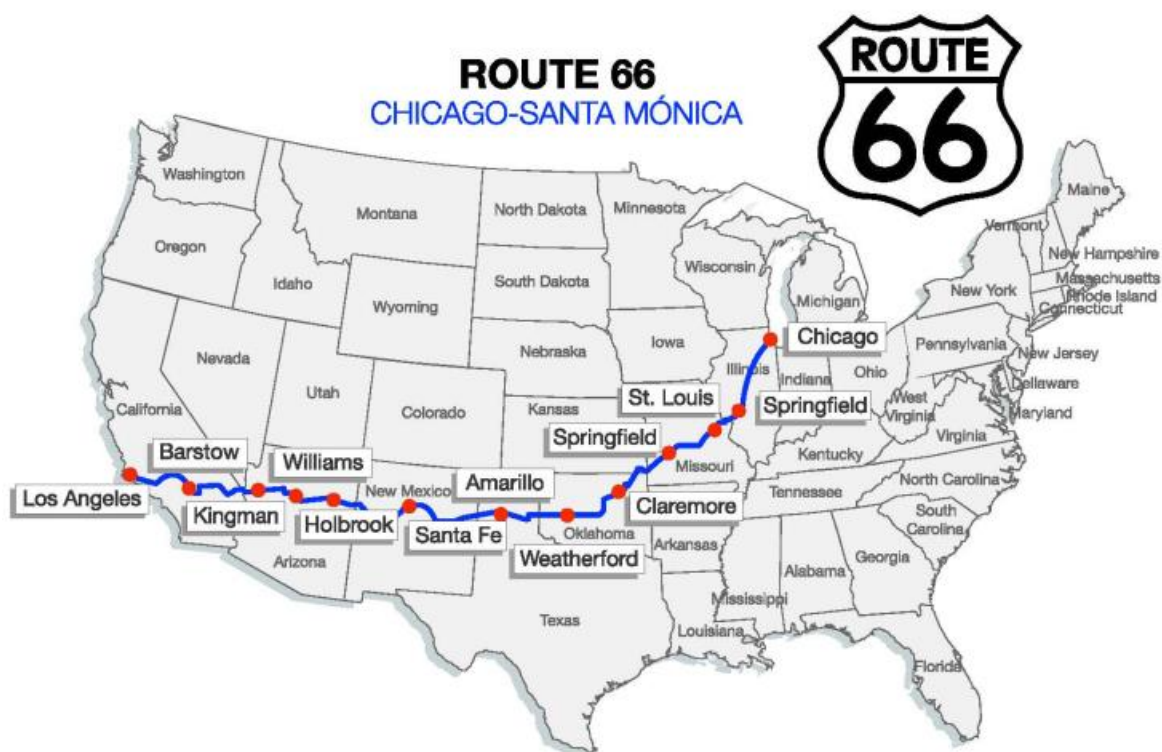 ROUTE 66
CHICAGO-SANTA MÓNICA
ROUTE
66
Washington
Montana
North Dakota
Minnesota
Maine
Vermont
New Hampshire
Oregon
Idaho
South Dakota
Wisconsin
Massachusetts
Wyoming
Michigan
New York
Rhode Island
Connecticut
Nevada
Nebraska
Iowa
Chicago
Pennsylvania
New Jersey
Utah
Colorado
Illinois
Indiana
Ohio
Delaware
California
Kansas
St. Louis
Springfield
West
Virginia
Maryland
Springfield
Virginia
Barstow
Williams
Missouri
Kentucky
Los Angeles
New Mexico
Amarillo
Claremore
Tennessee
North Carolina
Kingman
Holbrook
Santa Fe
Oklahoma
Arkansas
South
Carolina
Weatherford
Arizona
Alabama
Georgia
Mississippi
Texas
Louisiana
Florida